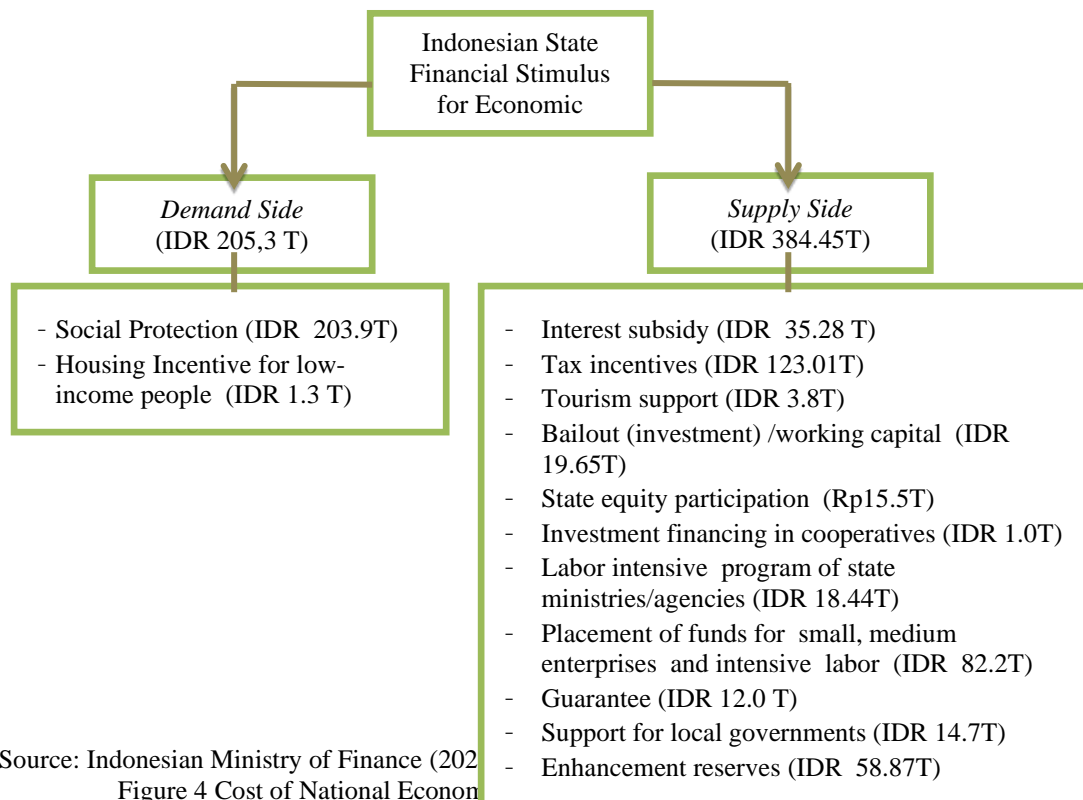 Indonesian State
Financial Stimulus
for Economic
Demand Side
(IDR 205,3 T)
Supply Side
(IDR 384.45T)
- Social Protection (IDR 203.9T)
- Housing Incentive for low-
income people (IDR 1.3 T)
- Interest subsidy (IDR 35.28 T)
- Tax incentives (IDR 123.01T)
- Tourism support (IDR 3.8T)
- Bailout (investment) /working capital (IDR
19.65T)
- State equity participation (Rp15.5T)
- Investment financing in cooperatives (IDR 1.0T)
- Labor intensive program of state
ministries/agencies (IDR 18.44T)
- Placement of funds for small, medium
enterprises and intensive labor (IDR 82.2T)
- Guarantee (IDR 12.0 T)
- Support for local governments (IDR 14.7T)
- Enhancement reserves (IDR 58.87T)
Source: Indonesian Ministry of Finance (202
Figure 4 Cost of National Econom